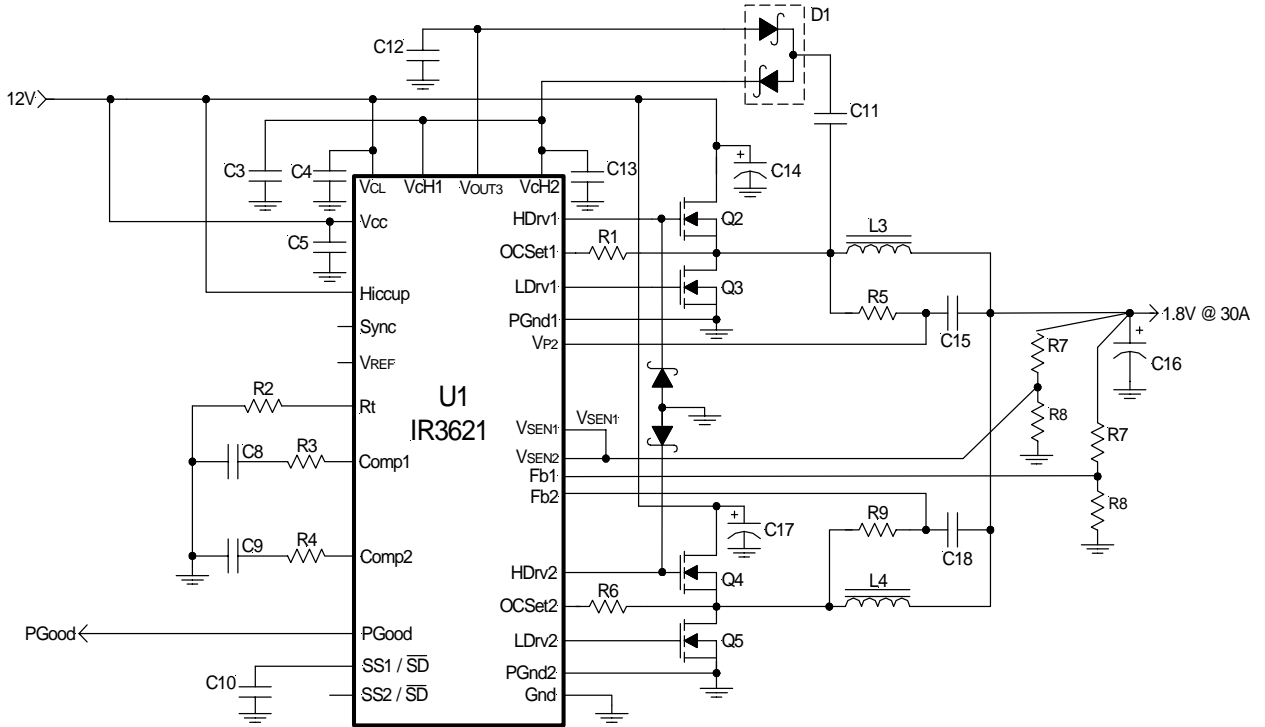 D1
C12
12V
C11
C3
C4
C13
C14
VCL
VCH1
VOUT3
VCH2
Vcc
HDrv1
Q2
L3
C5
OCSet1
R1
LDrv1
Q3
Hiccup
PGnd1
R5
1.8V @ 30A
Sync
VP2
C15
R7
C16
VREF
U1
IR3621
R2
Rt
R8
VSEN1
VSEN1
R7
C8
R3
Comp1
VSEN2
Fb1
Fb2
R8
R9
C17
C9
R4
Comp2
C18
HDrv2
Q4
L4
OCSet2
R6
PGood
PGood
LDrv2
Q5
SS1 / SD
PGnd2
C10
SS2 / SD
Gnd